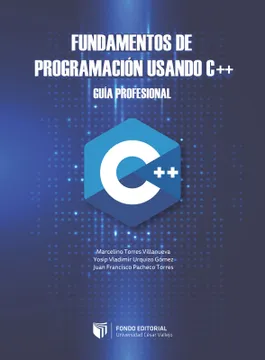 FUNDAMENTOS DE
PROGRAMACIÓN USANDO C++
GUÍA PROFESIONAL
C++
Marcelino Torres Villanueva
Yosip Vladimir Urquizo Gómez
Juan Francisco Pacheco Torres
FONDO EDITORIAL
Universidad César Vallejo